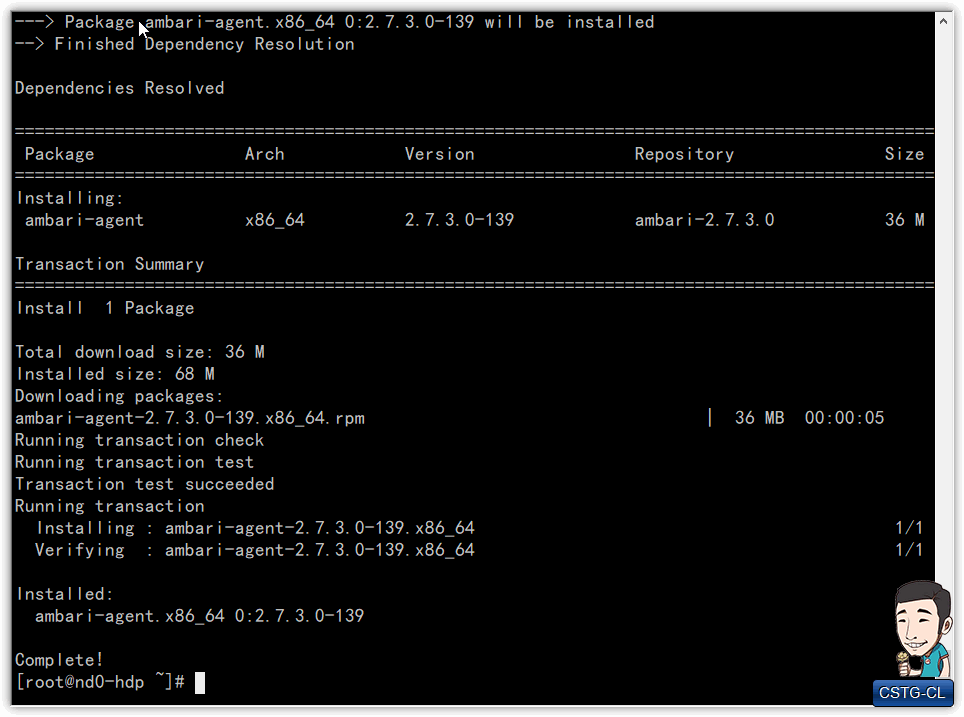 ---> Package ambari-agent.x86_64 0:2.7.3.0-139 will be installed
--> Finished Dependency Resolution
Dependencies Resolved
================================================================================
Package Arch Version Repository Size
================================================================================
Installing:
ambari-agent x86_64 2.7.3.0-139 ambari-2.7.3.0 36 M
Transaction Summary
================================================================================
Install 1 Package
Total download size: 36 M
Installed size: 68 M
Downloading packages:
ambari-agent-2.7.3.0-139.x86_64.rpm | 36 MB 00:00:05
Running transaction check
Running transaction test
Transaction test succeeded
Running transaction
Installing : ambari-agent-2.7.3.0-139.x86_64 1/1
Verifying : ambari-agent-2.7.3.0-139.x86_64 1/1
Installed:
ambari-agent.x86_64 0:2.7.3.0-139
Complete!
[root@nd0-hdp ~]#
CSTG-CL